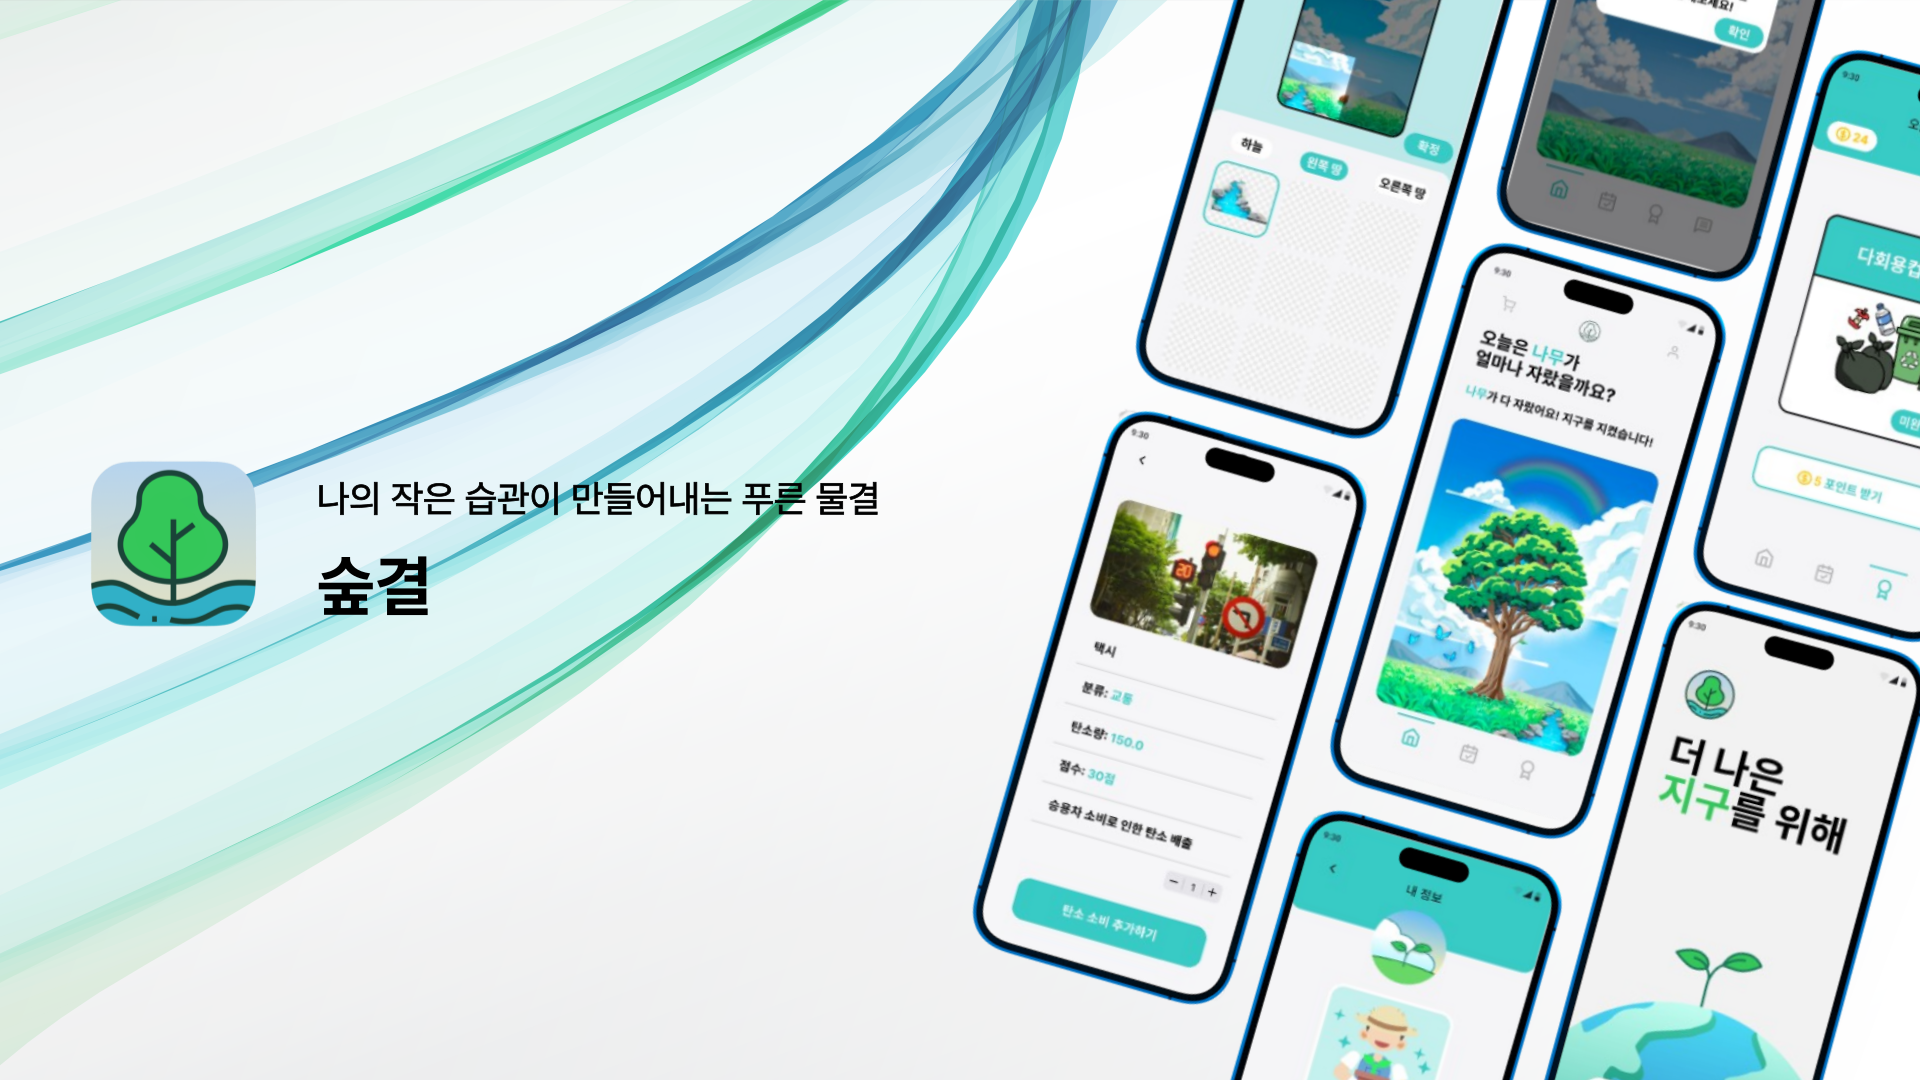 나의 작은 습관이 만들어내는 푸른 물결
숲결
하늘
왼쪽 땅
오른쪽 땅
확정
확인
9:30
24
다회용컵
5 포인트 받기
9:30
오늘은 나무가
얼마나 자랐을까요?
나무가 다 자랐어요! 지구를 지켰습니다!
9:30
20
택시
분류: 교통
탄소량: 150.0
점수: 30점
승용차 소비로 인한 탄소 배출
− 1 +
탄소 소비 추가하기
9:30
내 정보
9:30
더 나은
지구를 위해